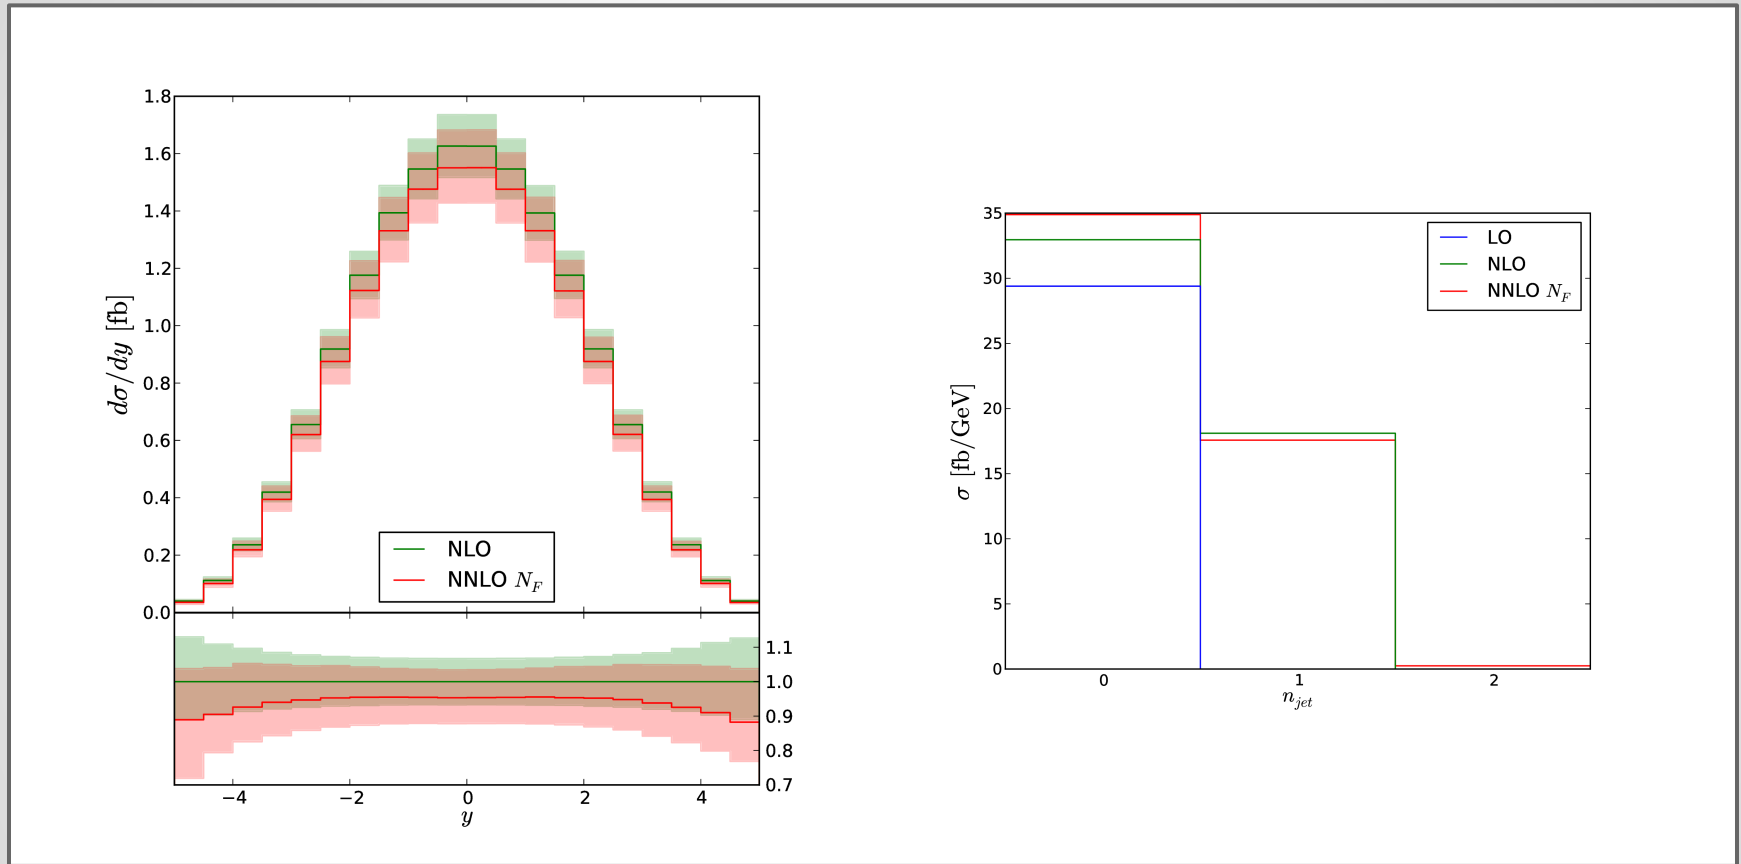 1.8
1.6
1.4
1.2
1.0
0.8
0.6
0.4
0.2
0.0
dσ/dy [fb]
NLO
NNLO N_F
1.1
1.0
0.9
0.8
0.7
−4 −2 0 2 4
y
35
30
25
20
15
10
5
0
σ [fb/GeV]
LO
NLO
NNLO N_F
0 1 2
n_jet